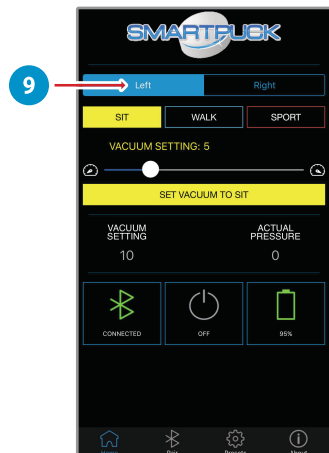 SMARTPUCK
9
Left Right
SIT WALK SPORT
VACUUM SETTING: 5
SET VACUUM TO SIT
VACUUM SETTING ACTUAL PRESSURE
10 0
CONNECTED OFF 95%
Home Pair Presets About